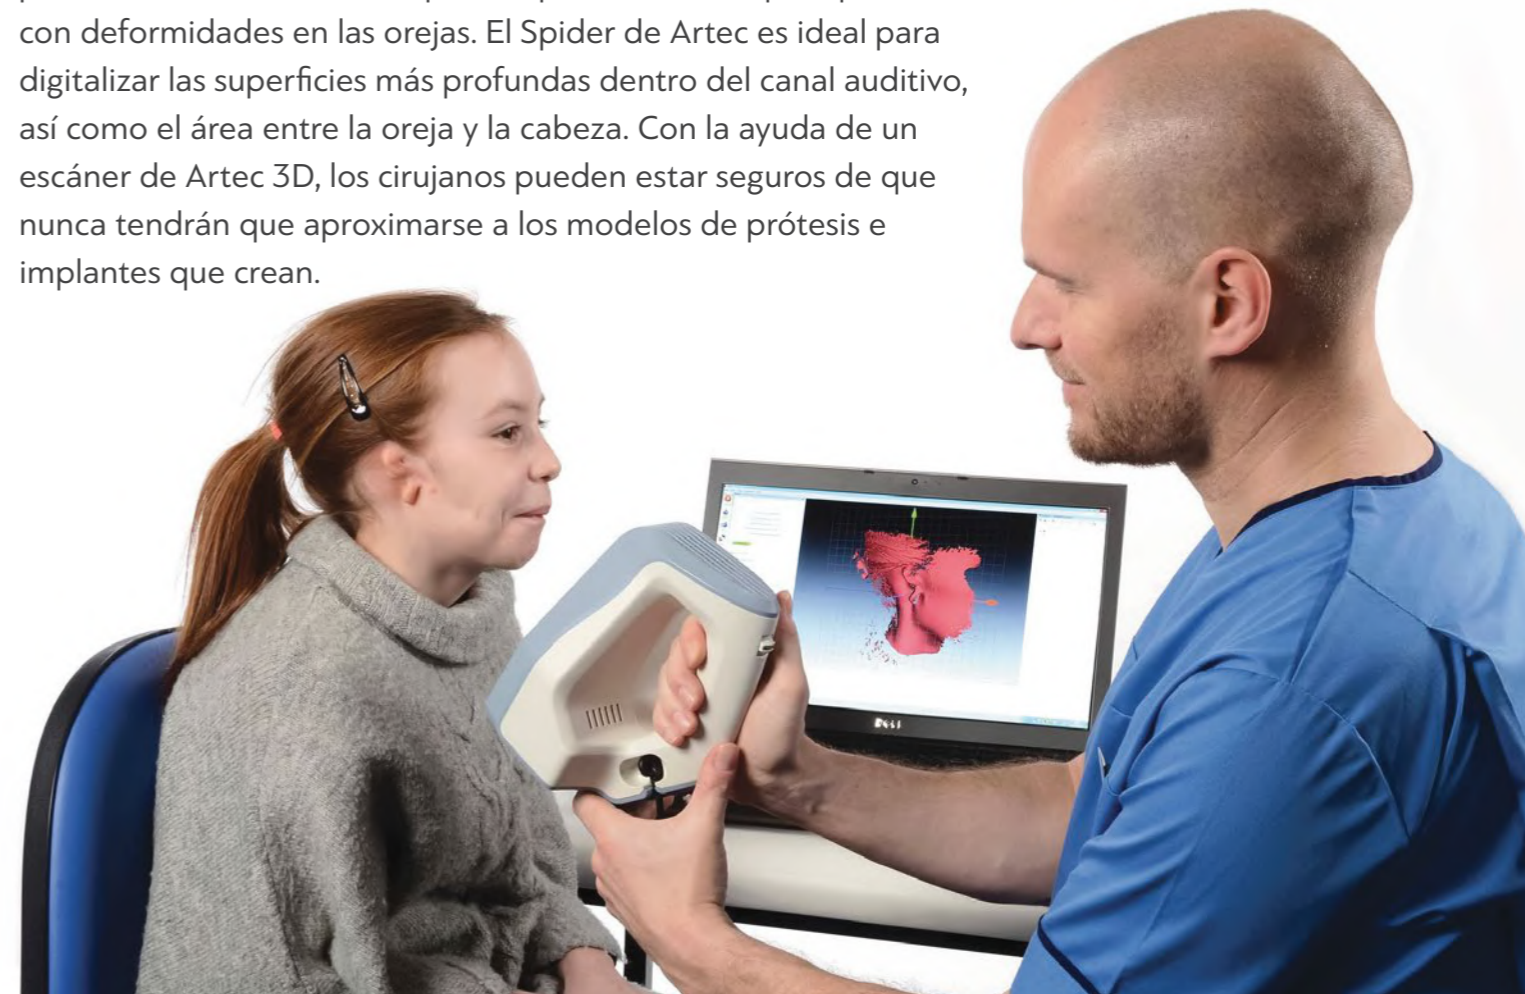 con deformidades en las orejas. El Spider de Artec es ideal para
digitalizar las superficies más profundas dentro del canal auditivo,
así como el área entre la oreja y la cabeza. Con la ayuda de un
escáner de Artec 3D, los cirujanos pueden estar seguros de que
nunca tendrán que aproximarse a los modelos de prótesis e
implantes que crean.
DELL